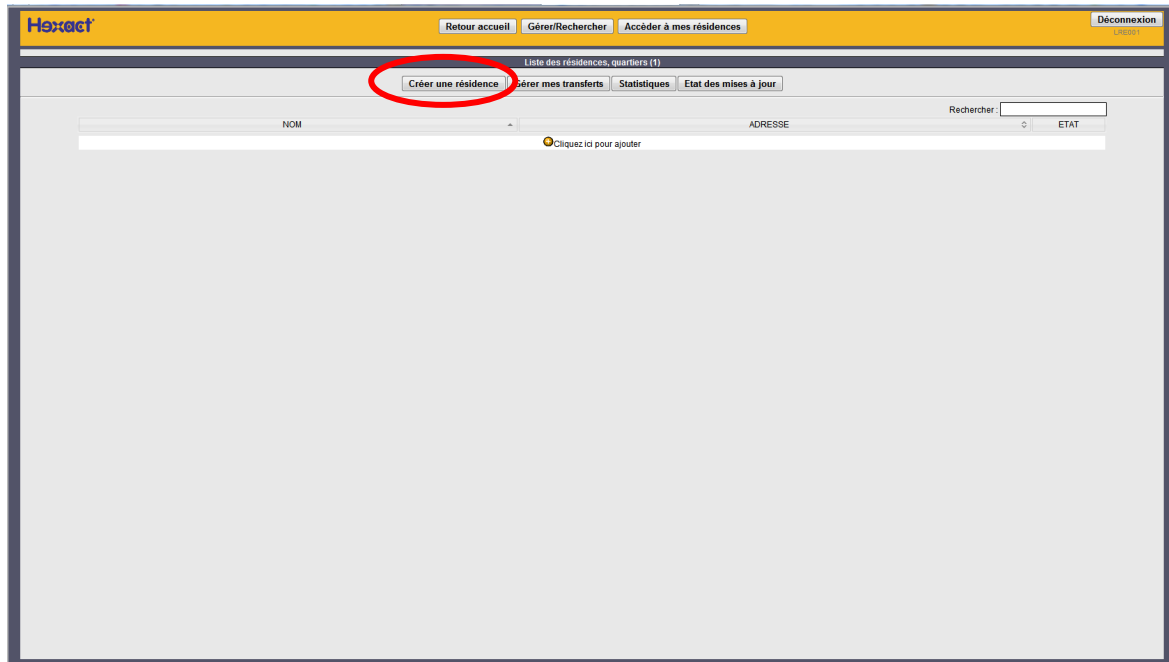 Hexact
Retour accueil Gérer/Rechercher Accéder à mes résidences
Déconnexion
LRE001
Liste des résidences, quartiers (1)
Créer une résidence Gérer mes transferts Statistiques Etat des mises à jour
Rechercher :
NOM ADRESSE ETAT
Cliquez ici pour ajouter